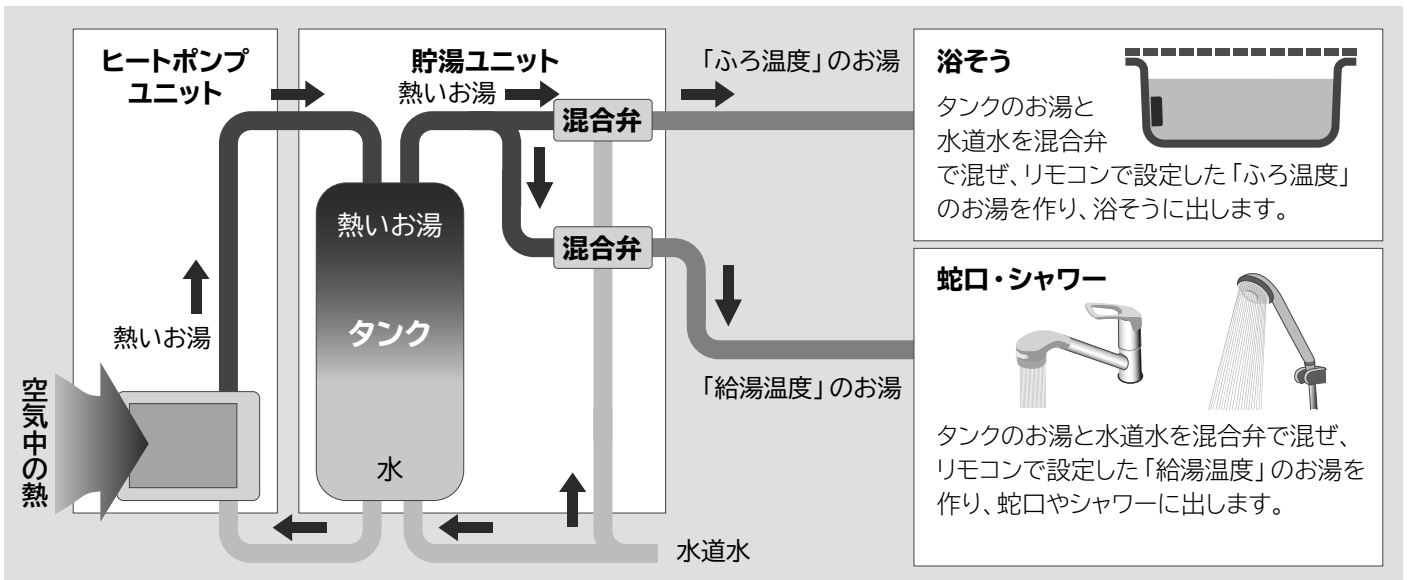 ヒートポンプ
ユニット
貯湯ユニット
熱いお湯
「ふろ温度」のお湯
混合弁
熱いお湯
混合弁
タンク
熱いお湯
空気中の熱
水
「給湯温度」のお湯
水道水
浴そう
タンクのお湯と
水道水を混合弁
で混ぜ、リモコンで設定した「ふろ温度」
のお湯を作り、浴そうに出します。
蛇口・シャワー
タンクのお湯と水道水を混合弁で混ぜ、
リモコンで設定した「給湯温度」のお湯を
作り、蛇口やシャワーに出します。